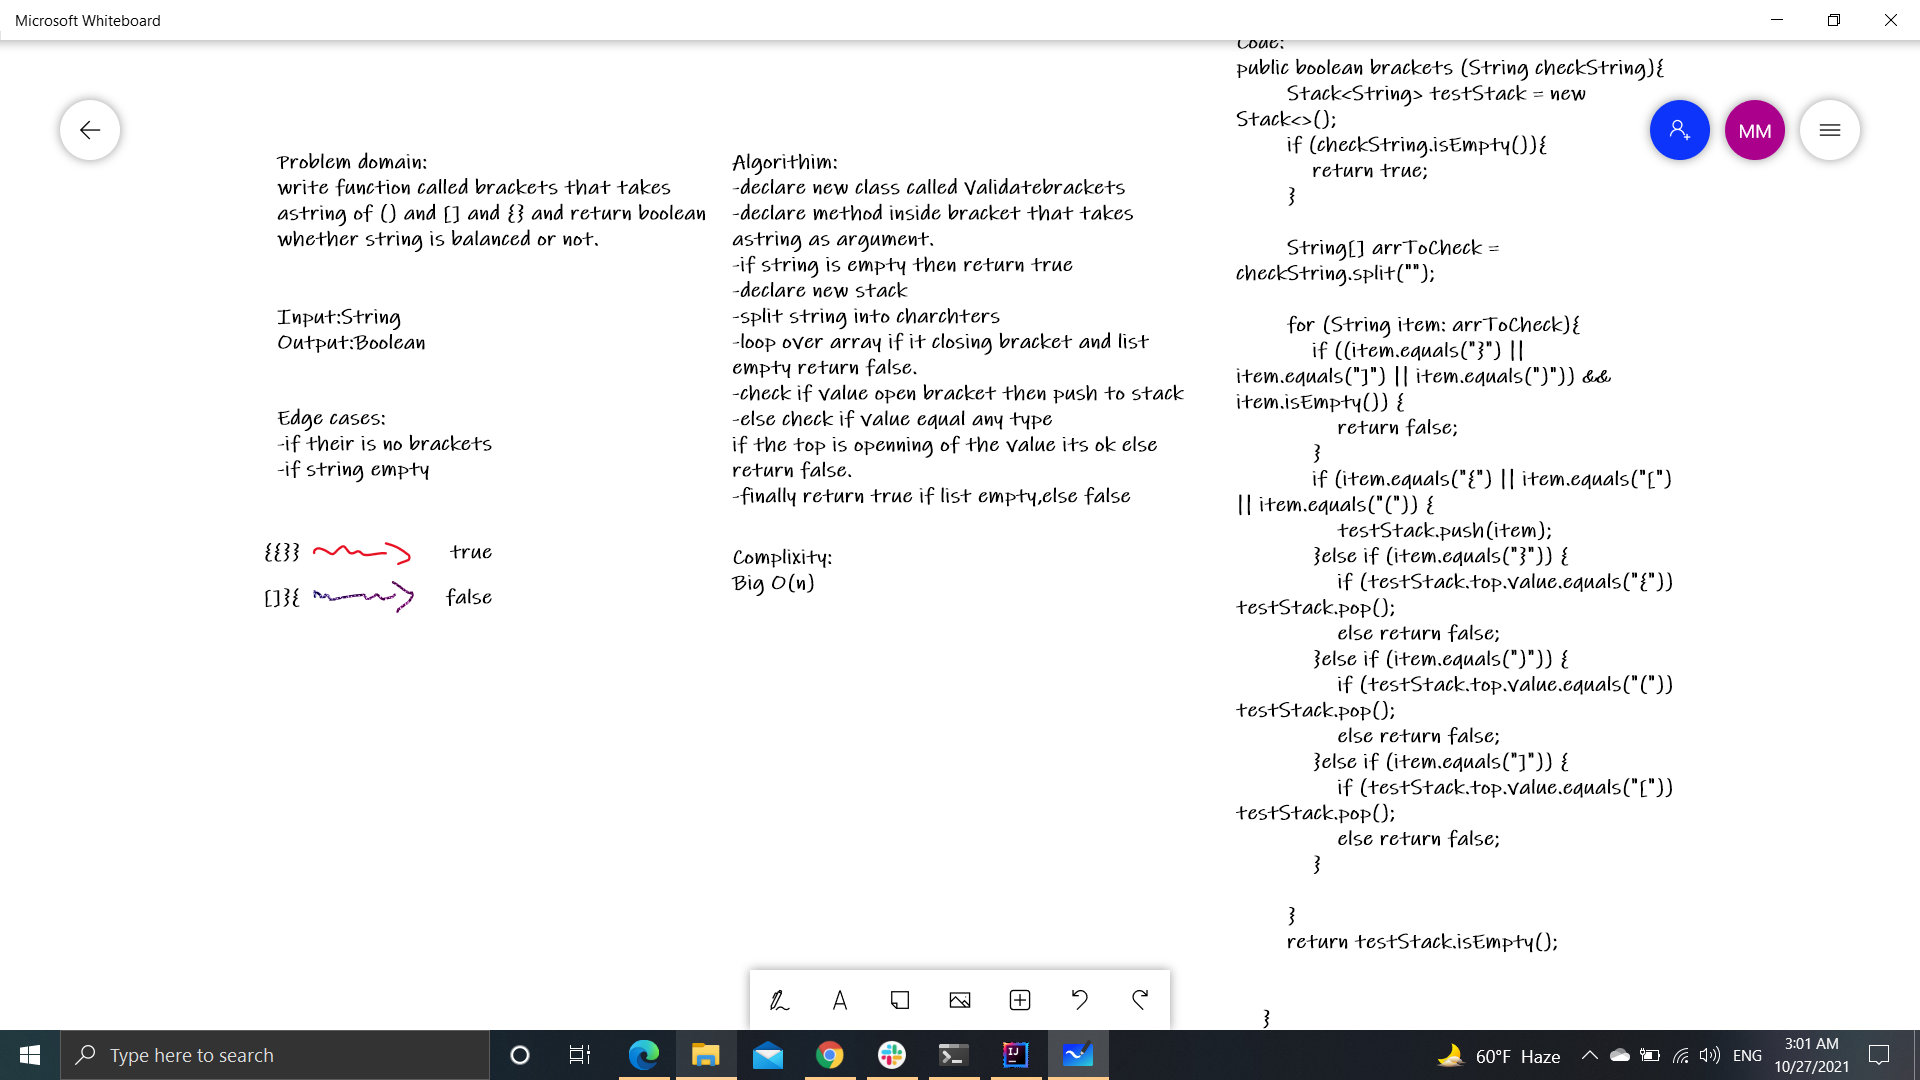 Microsoft Whiteboard
Problem domain:
write function called brackets that takes
astring of () and [] and {} and return boolean
whether string is balanced or not.
Input:String
Output:Boolean
Edge cases:
-if their is no brackets
-if string empty
{{}} true
[]}{ false
Algorithim:
-declare new class called Validatebrackets
-declare method inside bracket that takes
astring as argument.
-if string is empty then return true
-declare new stack
-split string into charchters
-loop over array if it closing bracket and list
empty return false.
-check if value open bracket then push to stack
-else check if value equal any type
if the top is openning of the value its ok else
return false.
-finally return true if list empty,else false
Complixity:
Big O(n)
Code:
public boolean brackets (String checkString){
Stack<String> testStack = new
Stack<>();
if (checkString.isEmpty()){
return true;
}
String[] arrToCheck =
checkString.split("");
for (String item: arrToCheck){
if ((item.equals("}") ||
item.equals("]") || item.equals(")")) &&
item.isEmpty()) {
return false;
}
if (item.equals("{") || item.equals("[")
|| item.equals("(")) {
testStack.push(item);
}else if (item.equals("}")) {
if (testStack.top.value.equals("{"))
testStack.pop();
else return false;
}else if (item.equals(")")) {
if (testStack.top.value.equals("("))
testStack.pop();
else return false;
}else if (item.equals("]")) {
if (testStack.top.value.equals("["))
testStack.pop();
else return false;
}
}
return testStack.isEmpty();
}
MM
Type here to search
60°F Haze
ENG
3:01 AM
10/27/2021